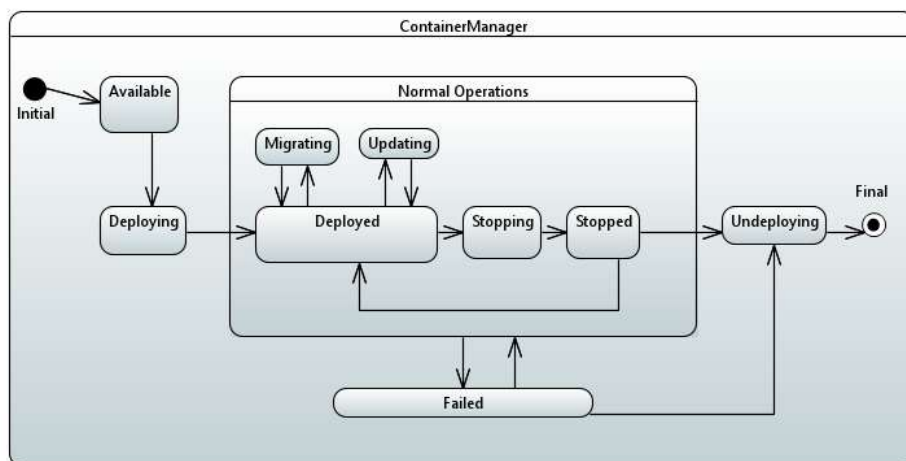 ContainerManager
Initial
Available
Normal Operations
Migrating
Updating
Deploying
Deployed
Stopping
Stopped
Undeploying
Final
Failed